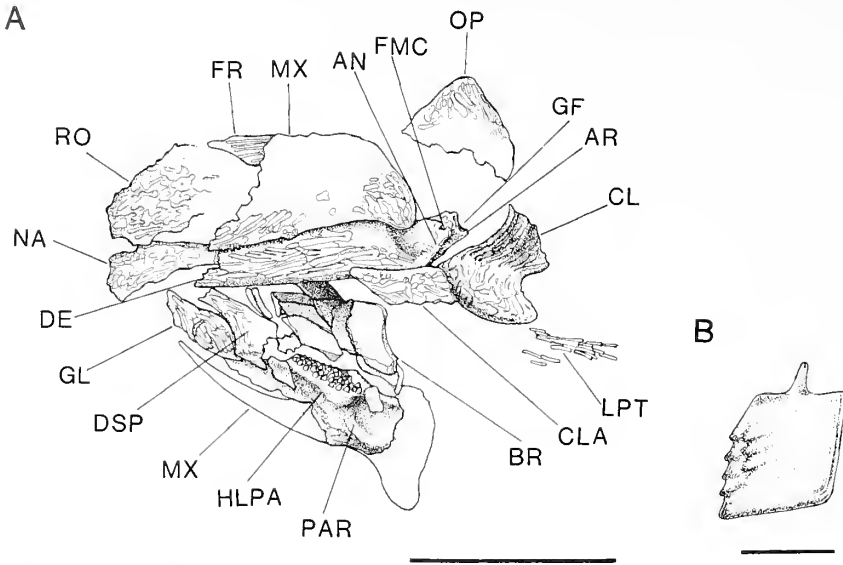 A
OP
FMC
AN
FR
MX
GF
RO
AR
CL
NA
DE
B
GL
LPT
DSP
CLA
MX
BR
HLPA
PAR